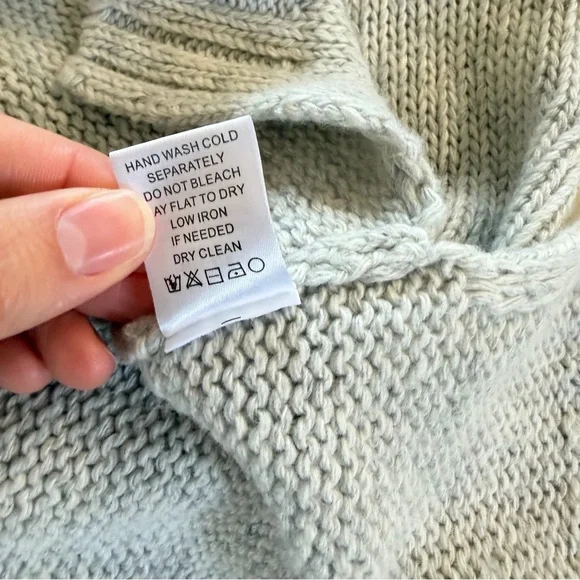 HAND WASH COLD
SEPARATELY
DO NOT BLEACH
AY FLAT TO DRY
LOW IRON
IF NEEDED
DRY CLEAN